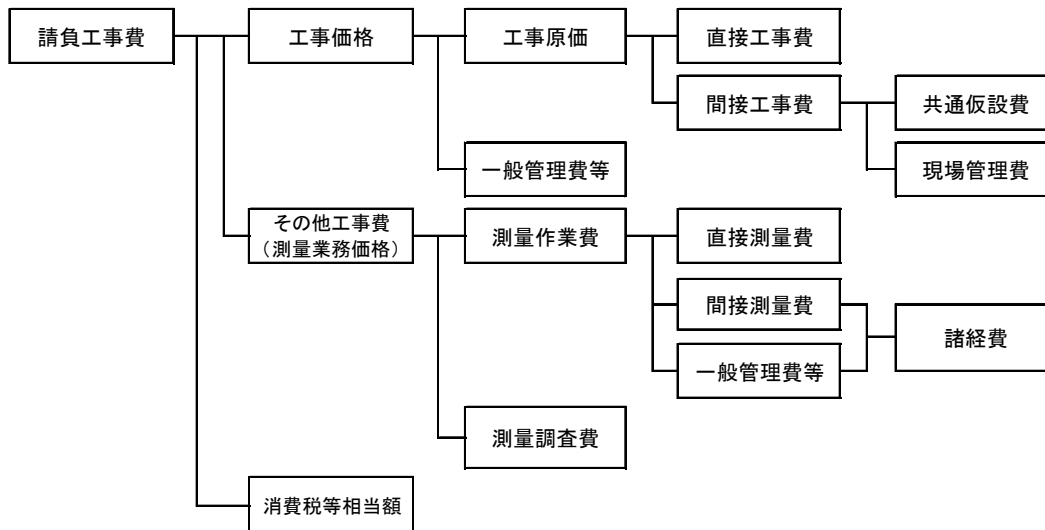 請負工事費
工事価格
工事原価
直接工事費
間接工事費
共通仮設費
一般管理費等
現場管理費
その他工事費
（測量業務価格）
測量作業費
直接測量費
間接測量費
諸経費
一般管理費等
測量調査費
消費税等相当額